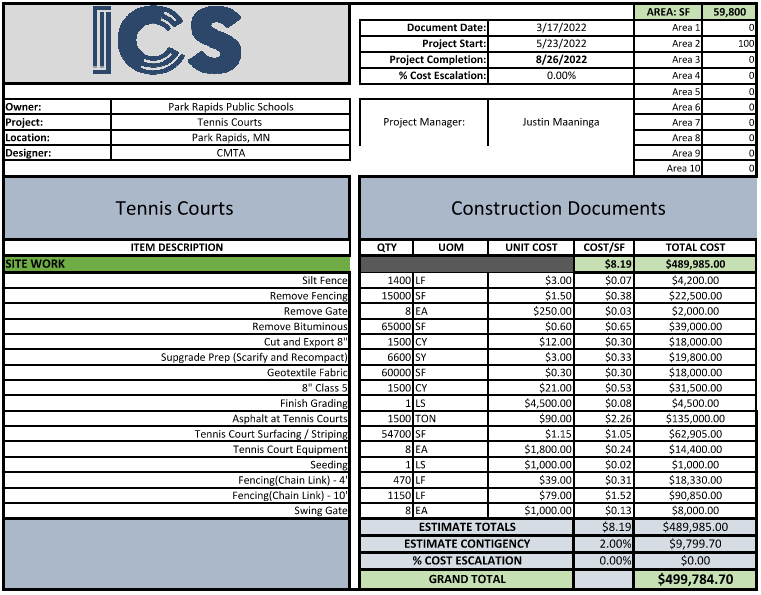 ICS
AREA: SF 59,800
Document Date: 3/17/2022 Area 1 0
Project Start: 5/23/2022 Area 2 100
Project Completion: 8/26/2022 Area 3 0
% Cost Escalation: 0.00% Area 4 0
Area 5 0
Owner: Park Rapids Public Schools Area 6 0
Project: Tennis Courts Project Manager: Justin Maaninga Area 7 0
Location: Park Rapids, MN Area 8 0
Designer: CMTA Area 9 0
Area 10 0
Tennis Courts Construction Documents
ITEM DESCRIPTION QTY UOM UNIT COST COST/SF TOTAL COST
SITE WORK $8.19 $489,985.00
Silt Fence 1400 LF $3.00 $0.07 $4,200.00
Remove Fencing 15000 SF $1.50 $0.38 $22,500.00
Remove Gate 8 EA $250.00 $0.03 $2,000.00
Remove Bituminous 65000 SF $0.60 $0.65 $39,000.00
Cut and Export 8" 1500 CY $12.00 $0.30 $18,000.00
Supgrade Prep (Scarify and Recompact) 6600 SY $3.00 $0.33 $19,800.00
Geotextile Fabric 60000 SF $0.30 $0.30 $18,000.00
8" Class 5 1500 CY $21.00 $0.53 $31,500.00
Finish Grading 1 LS $4,500.00 $0.08 $4,500.00
Asphalt at Tennis Courts 1500 TON $90.00 $2.26 $135,000.00
Tennis Court Surfacing / Striping 54700 SF $1.15 $1.05 $62,905.00
Tennis Court Equipment 8 EA $1,800.00 $0.24 $14,400.00
Seeding 1 LS $1,000.00 $0.02 $1,000.00
Fencing(Chain Link) - 4' 470 LF $39.00 $0.31 $18,330.00
Fencing(Chain Link) - 10' 1150 LF $79.00 $1.52 $90,850.00
Swing Gate 8 EA $1,000.00 $0.13 $8,000.00
ESTIMATE TOTALS $8.19 $489,985.00
ESTIMATE CONTIGENCY 2.00% $9,799.70
% COST ESCALATION 0.00% $0.00
GRAND TOTAL $499,784.70